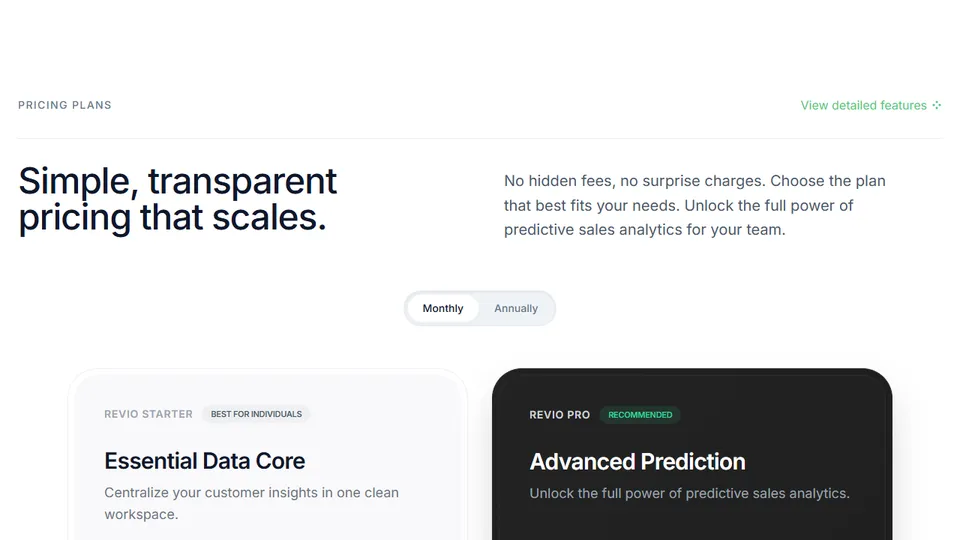 PRICING PLANS
View detailed features
Simple, transparent
pricing that scales.
No hidden fees, no surprise charges. Choose the plan
that best fits your needs. Unlock the full power of
predictive sales analytics for your team.
Monthly
Annually
REVIO STARTER
BEST FOR INDIVIDUALS
Essential Data Core
Centralize your customer insights in one clean
workspace.
REVIO PRO
RECOMMENDED
Advanced Prediction
Unlock the full power of predictive sales analytics.